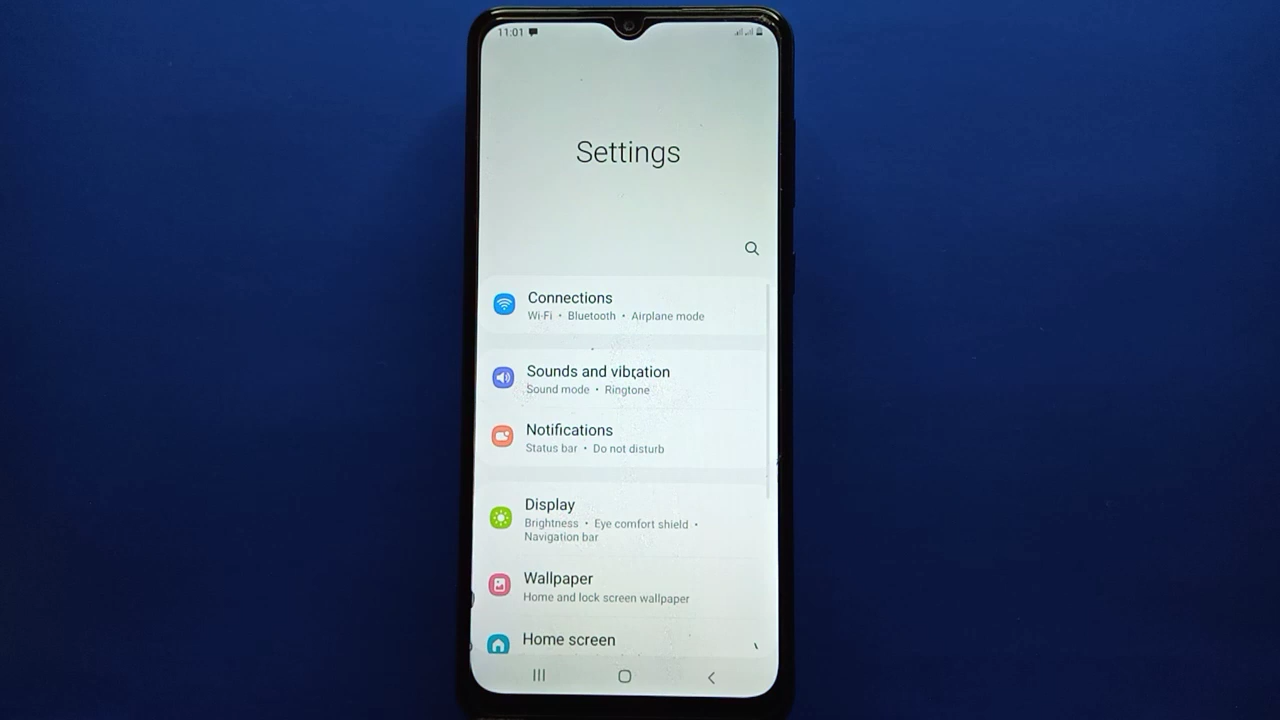 11:01
Settings
Connections
Wi-Fi • Bluetooth • Airplane mode
Sounds and vibration
Sound mode • Ringtone
Notifications
Status bar • Do not disturb
Display
Brightness • Eye comfort shield •
Navigation bar
Wallpaper
Home and lock screen wallpaper
Home screen